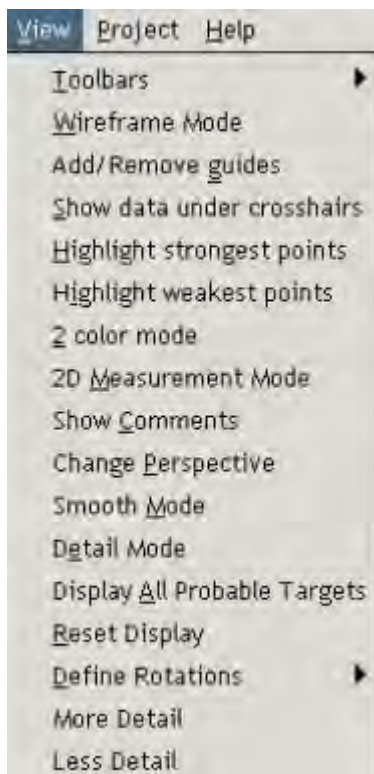 View Project Help
Toolbars
Wireframe Mode
Add/Remove guides
Show data under crosshairs
Highlight strongest points
Highlight weakest points
2 color mode
2D Measurement Mode
Show Comments
Change Perspective
Smooth Mode
Detail Mode
Display All Probable Targets
Reset Display
Define Rotations
More Detail
Less Detail